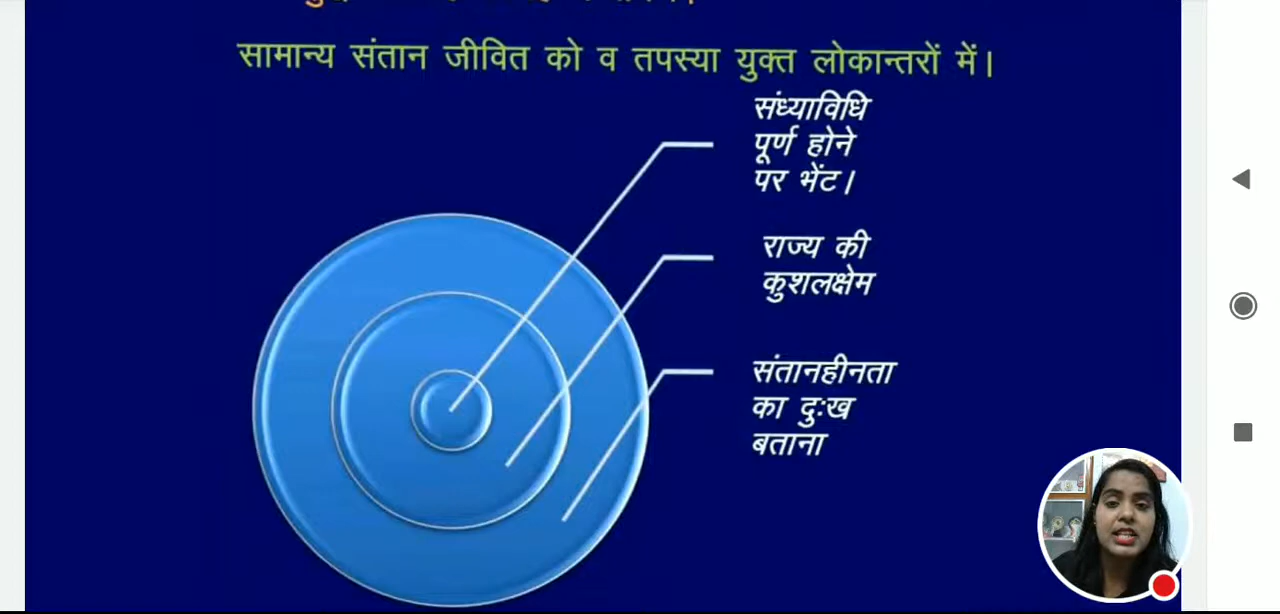 सामान्य संतान जीवित को व तपस्या युक्त लोकान्तरों में।
संध्याविधि
पूर्ण होने
पर भेंट।
राज्य की
कुशलक्षेम
संतानहीनता
का दुःख
बताना